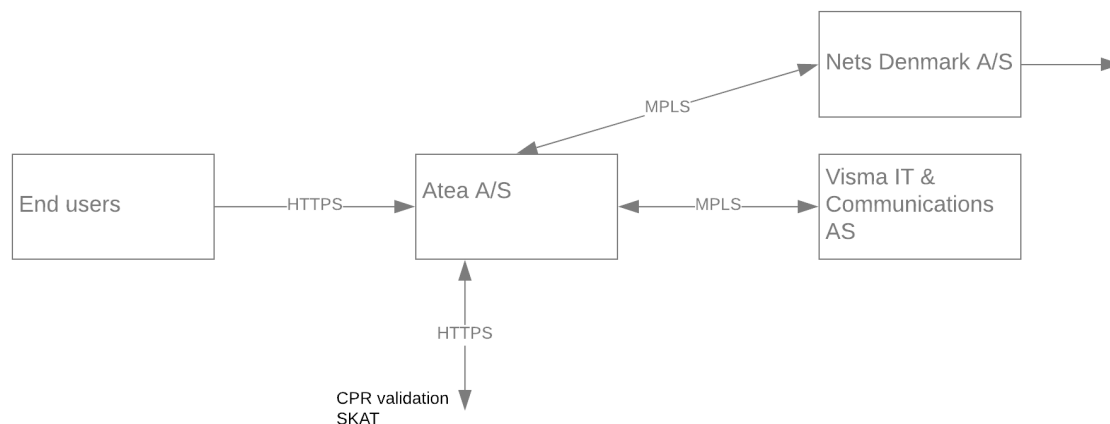 Nets Denmark A/S
MPLS
End users
HTTPS
Atea A/S
MPLS
Visma IT &
Communications
AS
HTTPS
CPR validation
SKAT